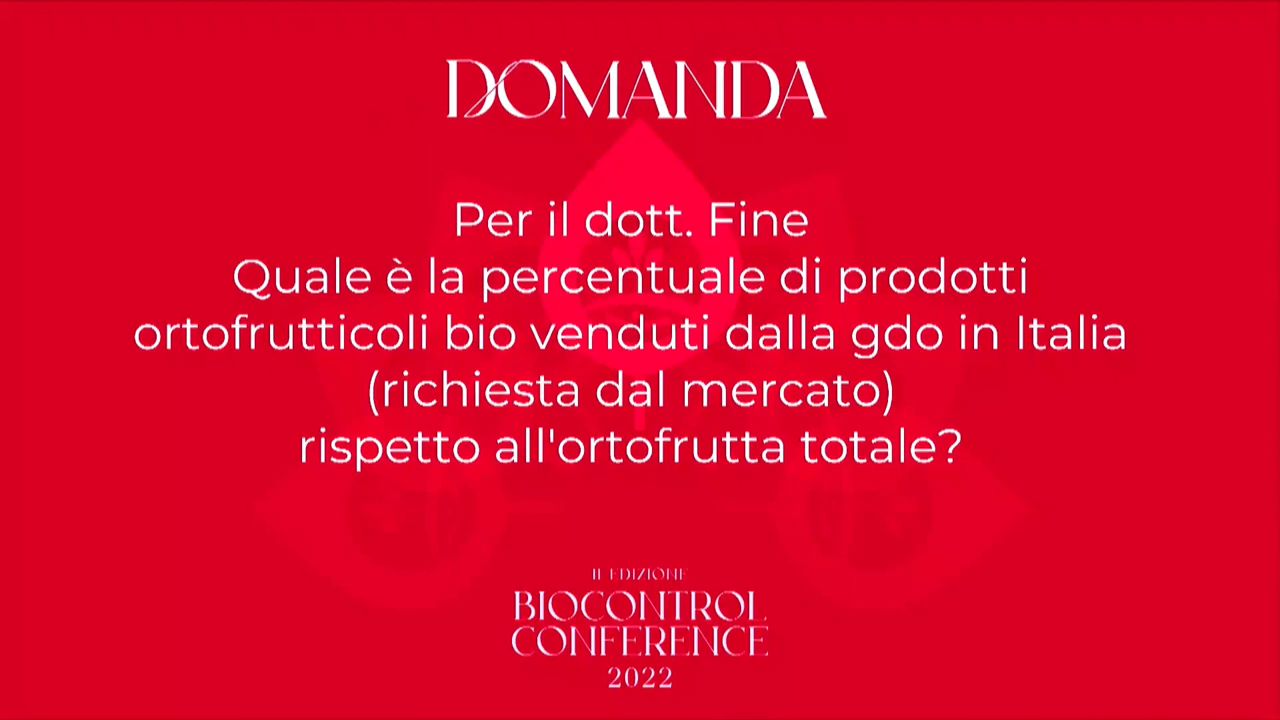 DOMANDA
Per il dott. Fine
Quale è la percentuale di prodotti
ortofrutticoli bio venduti dalla gdo in Italia
(richiesta dal mercato)
rispetto all'ortofrutta totale?
II EDIZIONE
BIOCONTROL
CONFERENCE
2022